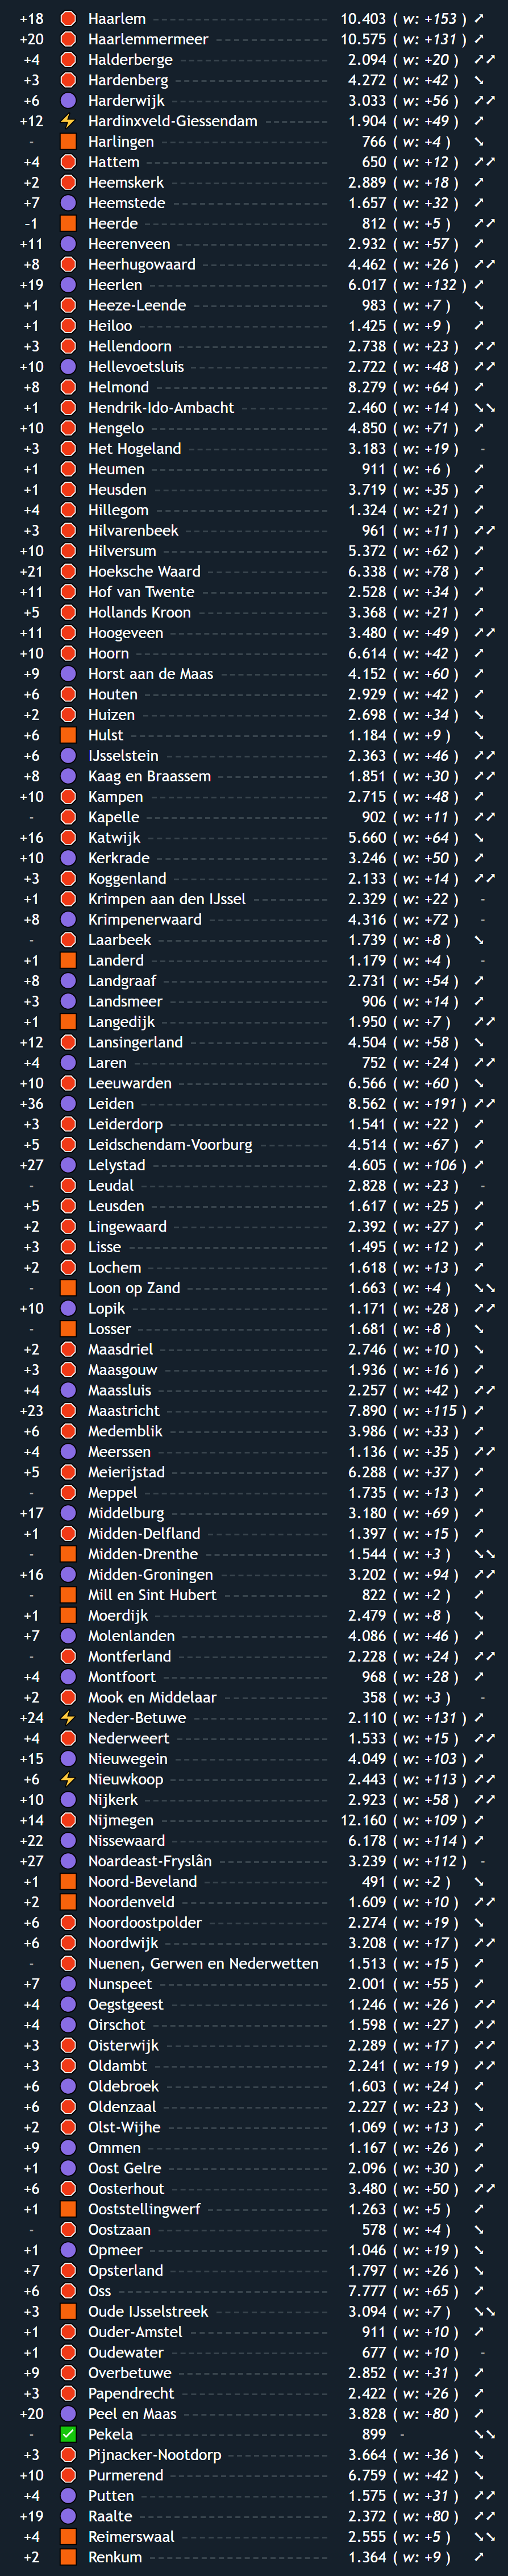 +18 Haarlem 10.403 ( w: +153 ) ↗
+20 Haarlemmermeer 10.575 ( w: +131 ) ↗
+4 Halderberge 2.094 ( w: +20 ) ↗↗
+3 Hardenberg 4.272 ( w: +42 ) ↘
+6 Harderwijk 3.033 ( w: +56 ) ↗↗
+12 Hardinxveld-Giessendam 1.904 ( w: +49 ) ↗
- Harlingen 766 ( w: +4 ) ↘
+4 Hattem 650 ( w: +12 ) ↗↗
+2 Heemskerk 2.889 ( w: +18 ) ↗
+7 Heemstede 1.657 ( w: +32 ) ↗
-1 Heerde 812 ( w: +5 ) ↗↗
+11 Heerenveen 2.932 ( w: +57 ) ↗
+8 Heerhugowaard 4.462 ( w: +26 ) ↗↗
+19 Heerlen 6.017 ( w: +132 ) ↗
+1 Heeze-Leende 983 ( w: +7 ) ↘
+1 Heiloo 1.425 ( w: +9 ) ↗
+3 Hellendoorn 2.738 ( w: +23 ) ↗↗
+10 Hellevoetsluis 2.722 ( w: +48 ) ↗↗
+8 Helmond 8.279 ( w: +64 ) ↗
+1 Hendrik-Ido-Ambacht 2.460 ( w: +14 ) ↘↘
+10 Hengelo 4.850 ( w: +71 ) ↗
+3 Het Hogeland 3.183 ( w: +19 ) -
+1 Heumen 911 ( w: +6 ) ↗
+1 Heusden 3.719 ( w: +35 ) ↗
+4 Hillegom 1.324 ( w: +21 ) ↗
+3 Hilvarenbeek 961 ( w: +11 ) ↗↗
+10 Hilversum 5.372 ( w: +62 ) ↗
+21 Hoeksche Waard 6.338 ( w: +78 ) ↗
+11 Hof van Twente 2.528 ( w: +34 ) ↗
+5 Hollands Kroon 3.368 ( w: +21 ) ↗
+11 Hoogeveen 3.480 ( w: +49 ) ↗↗
+10 Hoorn 6.614 ( w: +42 ) ↗
+9 Horst aan de Maas 4.152 ( w: +60 ) ↗
+6 Houten 2.929 ( w: +42 ) ↗
+2 Huizen 2.698 ( w: +34 ) ↘
+6 Hulst 1.184 ( w: +9 ) ↘
+6 IJsselstein 2.363 ( w: +46 ) ↗↗
+8 Kaag en Braassem 1.851 ( w: +30 ) ↗↗
+10 Kampen 2.715 ( w: +48 ) ↗
- Kapelle 902 ( w: +11 ) ↗↗
+16 Katwijk 5.660 ( w: +64 ) ↘
+10 Kerkrade 3.246 ( w: +50 ) ↗
+3 Koggenland 2.133 ( w: +14 ) ↗↗
+1 Krimpen aan den IJssel 2.329 ( w: +22 ) -
+8 Krimpenerwaard 4.316 ( w: +72 ) -
- Laarbeek 1.739 ( w: +8 ) ↘
- Landerd 1.179 ( w: +4 ) -
+8 Landgraaf 2.731 ( w: +54 ) ↗
+3 Landsmeer 906 ( w: +14 ) ↗
+1 Langedijk 1.950 ( w: +7 ) ↗↗
+12 Lansingerland 4.504 ( w: +58 ) ↘
+4 Laren 752 ( w: +24 ) ↗↗
+10 Leeuwarden 6.566 ( w: +60 ) ↘
+36 Leiden 8.562 ( w: +191 ) ↗↗
+3 Leiderdorp 1.541 ( w: +22 ) ↗
+5 Leidschendam-Voorburg 4.514 ( w: +67 ) ↗
+27 Lelystad 4.605 ( w: +106 ) ↗
- Leudal 2.828 ( w: +23 ) -
+5 Leusden 1.617 ( w: +25 ) ↗
+2 Lingewaard 2.392 ( w: +27 ) ↗
+3 Lisse 1.495 ( w: +12 ) ↗
+2 Lochem 1.618 ( w: +13 ) ↗
- Loon op Zand 1.663 ( w: +4 ) ↘↘
+10 Lopik 1.171 ( w: +28 ) ↗↗
- Losser 1.681 ( w: +8 ) ↘
+2 Maasdriel 2.746 ( w: +10 ) ↘
+3 Maasgouw 1.936 ( w: +16 ) ↗
+4 Maassluis 2.257 ( w: +42 ) ↗↗
+23 Maastricht 7.890 ( w: +115 ) ↗
+6 Medemblik 3.986 ( w: +33 ) ↗
+4 Meerssen 1.136 ( w: +35 ) ↗↗
+5 Meierijstad 6.288 ( w: +37 ) ↗
- Meppel 1.735 ( w: +13 ) ↗
+17 Middelburg 3.180 ( w: +69 ) ↗
+1 Midden-Delfland 1.397 ( w: +15 ) ↗
- Midden-Drenthe 1.544 ( w: +3 ) ↘↘
+16 Midden-Groningen 3.202 ( w: +94 ) ↗↗
- Mill en Sint Hubert 822 ( w: +2 ) ↗
+1 Moerdijk 2.479 ( w: +8 ) ↘
+7 Molenlanden 4.086 ( w: +46 ) ↗
- Montferland 2.228 ( w: +24 ) ↗↗
+4 Montfoort 968 ( w: +28 ) ↗
+2 Mook en Middelaar 358 ( w: +3 ) -
+24 Neder-Betuwe 2.110 ( w: +131 ) ↗
+4 Nederweert 1.533 ( w: +15 ) ↗↗
+15 Nieuwegein 4.049 ( w: +103 ) ↗
+6 Nieuwkoop 2.443 ( w: +113 ) ↗↗
+10 Nijkerk 2.923 ( w: +58 ) ↗↗
+14 Nijmegen 12.160 ( w: +109 ) ↗
+22 Nissewaard 6.178 ( w: +114 ) ↗
+27 Noardeast-Fryslân 3.239 ( w: +112 ) -
+1 Noord-Beveland 491 ( w: +2 ) ↘
+2 Noordenveld 1.609 ( w: +10 ) ↗↗
+6 Noordoostpolder 2.274 ( w: +19 ) ↘
+6 Noordwijk 3.208 ( w: +17 ) ↗↗
- Nuenen, Gerwen en Nederwetten 1.513 ( w: +15 ) ↗
+7 Nunspeet 2.001 ( w: +55 ) ↗
+4 Oegstgeest 1.246 ( w: +26 ) ↗↗
+4 Oirschot 1.598 ( w: +27 ) ↗↗
+3 Oisterwijk 2.289 ( w: +17 ) ↗↗
+3 Oldambt 2.241 ( w: +19 ) ↗↗
+6 Oldebroek 1.603 ( w: +24 ) ↗
+6 Oldenzaal 2.227 ( w: +23 ) ↘
+2 Olst-Wijhe 1.069 ( w: +13 ) ↗
+9 Ommen 1.167 ( w: +26 ) ↗
+1 Oost Gelre 2.096 ( w: +30 ) ↗
+6 Oosterhout 3.480 ( w: +50 ) ↗↗
+1 Ooststellingwerf 1.263 ( w: +5 ) ↗
- Oostzaan 578 ( w: +4 ) ↘
+1 Opmeer 1.046 ( w: +19 ) ↘
+7 Opsterland 1.797 ( w: +26 ) ↘
+6 Oss 7.777 ( w: +65 ) ↗
+3 Oude IJsselstreek 3.094 ( w: +7 ) ↘↘
+1 Ouder-Amstel 911 ( w: +10 ) ↗
+1 Oudewater 677 ( w: +10 ) -
+9 Overbetuwe 2.852 ( w: +31 ) ↗
+3 Papendrecht 2.422 ( w: +26 ) ↗
+20 Peel en Maas 3.828 ( w: +80 ) ↗
- Pekela 899 - ↘↘
+3 Pijnacker-Nootdorp 3.664 ( w: +36 ) ↘
+10 Purmerend 6.759 ( w: +42 ) ↘
+4 Putten 1.575 ( w: +31 ) ↗↗
+19 Raalte 2.372 ( w: +80 ) ↗↗
+4 Reimerswaal 2.555 ( w: +5 ) ↘↘
+2 Renkum 1.364 ( w: +9 ) ↗